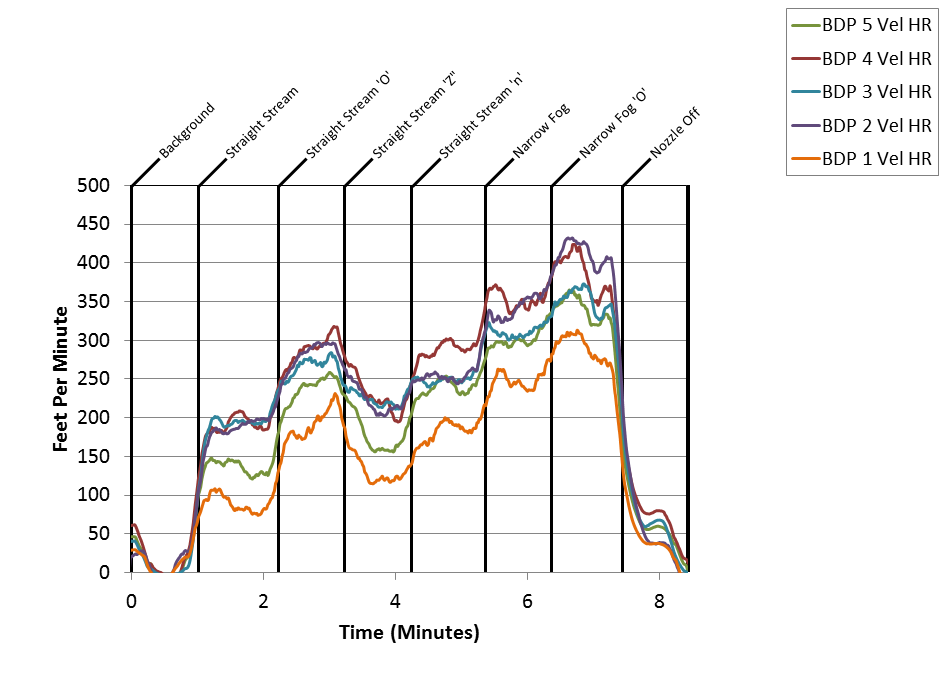 BDP 5 Vel HR
BDP 4 Vel HR
BDP 3 Vel HR
BDP 2 Vel HR
BDP 1 Vel HR
Background
Straight Stream
Straight Stream 'O'
Straight Stream 'Z"
Straight Stream 'n'
Narrow Fog
Narrow Fog 'O'
Nozzle Off
Feet Per Minute
500
450
400
350
300
250
200
150
100
50
0
0 2 4 6 8
Time (Minutes)